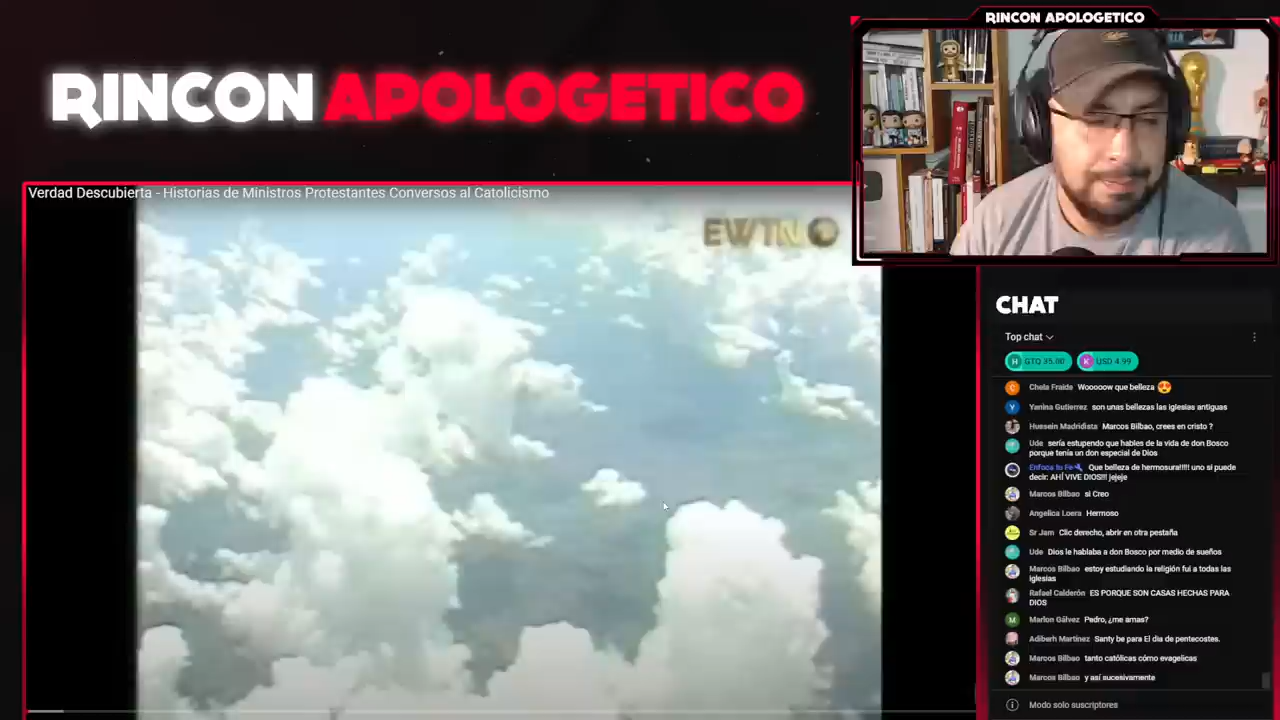 RINCON APOLOGETICO
RINCON APOLOGETICO
Verdad Descubierta - Historias de Ministros Protestantes Conversos al Catolicismo
EWTN
CHAT
Top chat
H GTQ 35.00 K USD 4.99
C Chela Fraide Wooooow que belleza 😍
Y Yanina Gutierrez son unas bellezas las iglesias antiguas
Huesein Madridista Marcos Bilbao, crees en cristo ?
Ude sería estupendo que hables de la vida de don Bosco
porque tenía un don especial de Dios
Enfoca tu Fe Que belleza de hermosura!!!!! uno si puede
decir: AHÍ VIVE DIOS!!! jejeje
Marcos Bilbao si Creo
Angelica Loera Hermoso
Sr Jam Clic derecho, abrir en otra pestaña
Ude Dios le hablaba a don Bosco por medio de sueños
Marcos Bilbao estoy estudiando la religión fui a todas las
iglesias
Rafael Calderón ES PORQUE SON CASAS HECHAS PARA
DIOS
M Marlon Gálvez Pedro, ¿me amas?
Adiberh Martínez Santy be para El dia de pentecostes.
Marcos Bilbao tanto católicas cómo evagelicas
Marcos Bilbao y así sucesivamente
Modo solo suscriptores